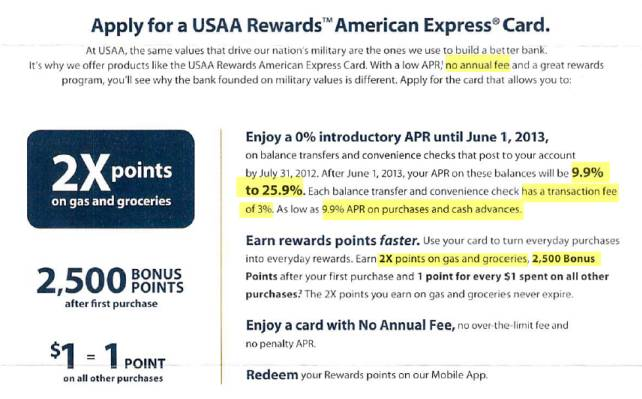 Apply for a USAA Rewards™ American Express® Card.
At USAA, the same values that drive our nation's military are the ones we use to build a better bank.
It's why we offer products like the USAA Rewards American Express Card. With a low APR,¹ no annual fee and a great rewards
program, you'll see why the bank founded on military values is different. Apply for the card that allows you to:
2X points
on gas and groceries
2,500 BONUS
POINTS
after first purchase
$1 = 1 POINT
on all other purchases
Enjoy a 0% introductory APR until June 1, 2013,
on balance transfers and convenience checks that post to your account
by July 31, 2012. After June 1, 2013, your APR on these balances will be 9.9%
to 25.9%. Each balance transfer and convenience check has a transaction fee
of 3%. As low as 9.9% APR on purchases and cash advances.
Earn rewards points faster. Use your card to turn everyday purchases
into everyday rewards. Earn 2X points on gas and groceries, 2,500 Bonus
Points after your first purchase and 1 point for every $1 spent on all other
purchases.² The 2X points you earn on gas and groceries never expire.
Enjoy a card with No Annual Fee, no over-the-limit fee and
no penalty APR.
Redeem your Rewards points on our Mobile App.